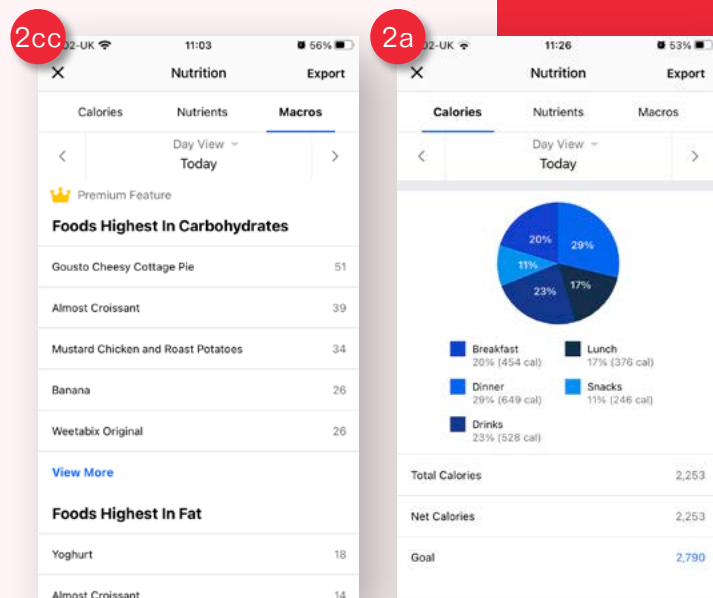 2cc
02-UK
11:03
56%
Nutrition
Export
Calories
Nutrients
Macros
Day View
Today
Premium Feature
Foods Highest In Carbohydrates
Gousto Cheesy Cottage Pie 51
Almost Croissant 39
Mustard Chicken and Roast Potatoes 34
Banana 26
Weetabix Original 26
View More
Foods Highest In Fat
Yoghurt 18
Almost Croissant 14
2a
02-UK
11:26
53%
Nutrition
Export
Calories
Nutrients
Macros
Day View
Today
20%
29%
11%
17%
23%
Breakfast
20% (454 cal)
Lunch
17% (376 cal)
Dinner
29% (649 cal)
Snacks
11% (246 cal)
Drinks
23% (528 cal)
Total Calories 2,253
Net Calories 2,253
Goal 2,790